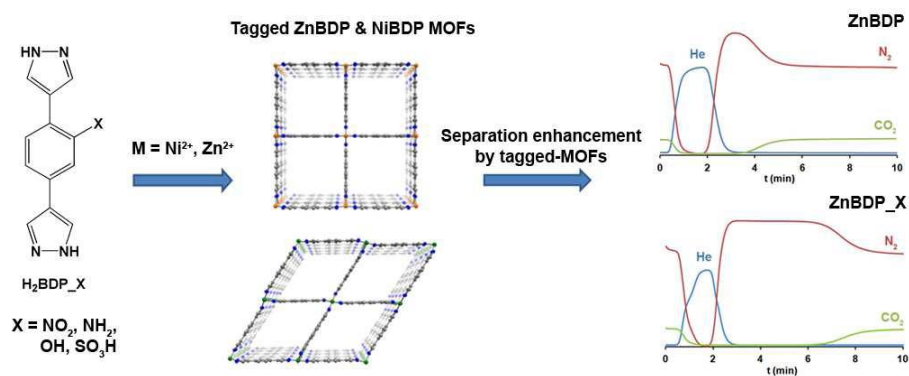 HN
N
X
N
NH
H₂BDP_X
X = NO₂, NH₂,
OH, SO₃H
M = Ni²⁺, Zn²⁺
Tagged ZnBDP & NiBDP MOFs
Separation enhancement
by tagged-MOFs
ZnBDP
He
N₂
CO₂
0 2 4 6 8 10
t (min)
ZnBDP_X
He
N₂
CO₂
0 2 4 6 8 10
t (min)